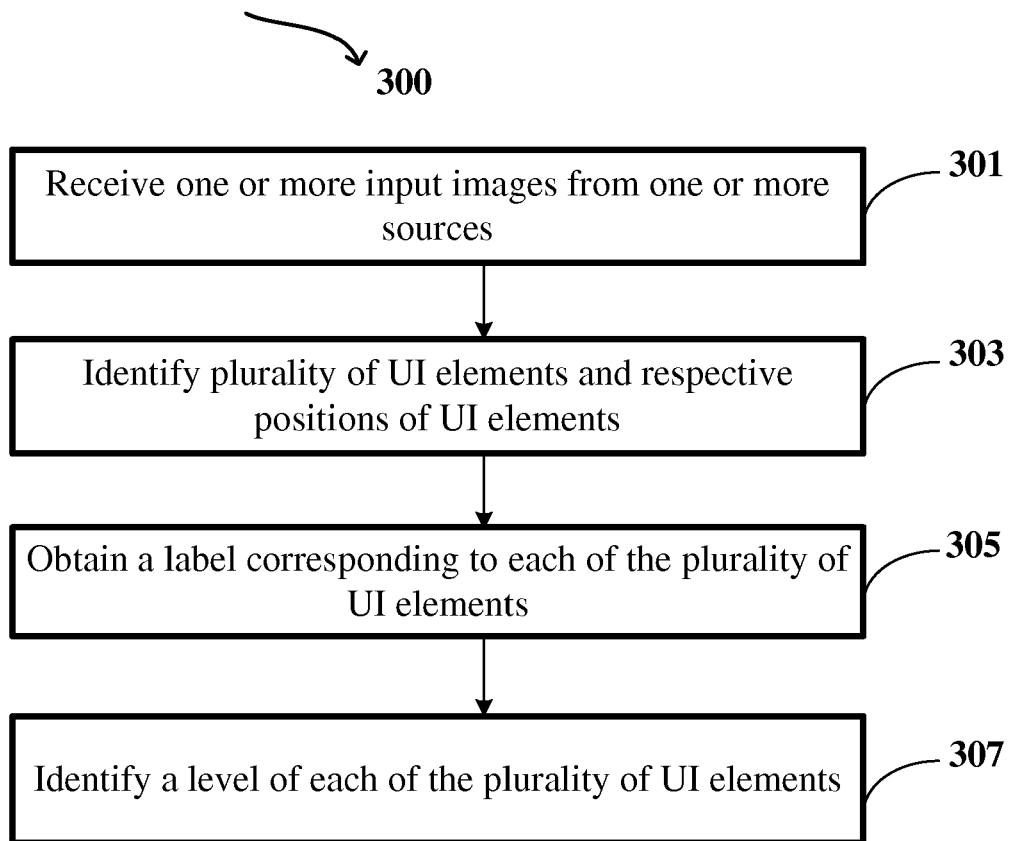 300
Receive one or more input images from one or more
sources
301
Identify plurality of UI elements and respective
positions of UI elements
303
Obtain a label corresponding to each of the plurality of
UI elements
305
Identify a level of each of the plurality of UI elements
307